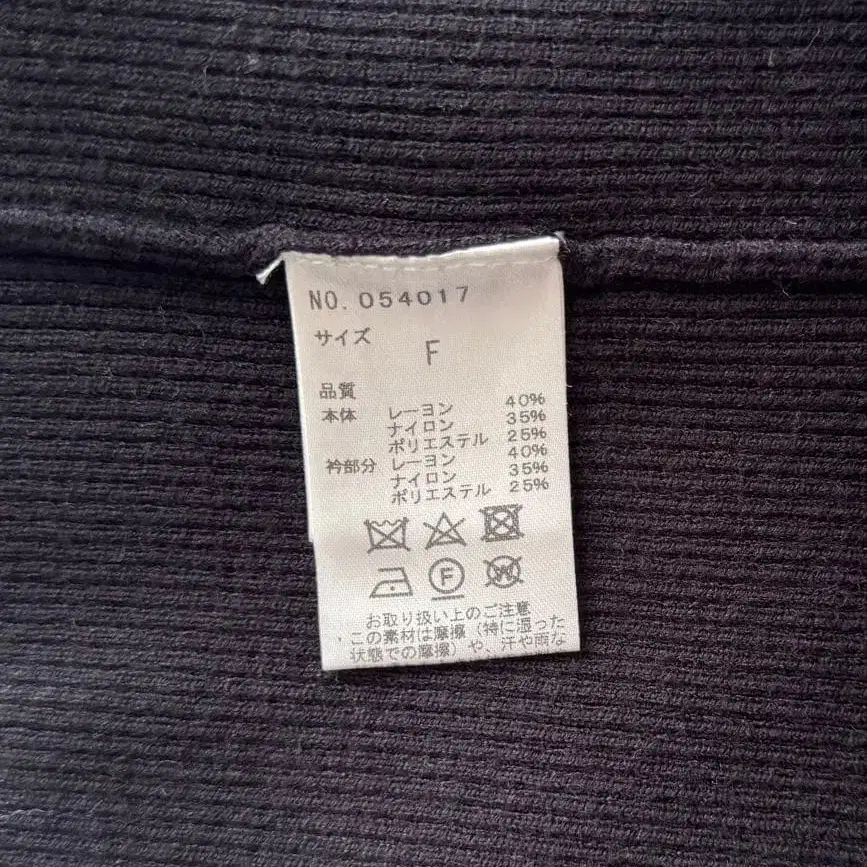 NO. 054017
サイズ
F
品質
本体 レーヨン 40%
ナイロン 35%
ポリエステル 25%
衿部分 レーヨン 40%
ナイロン 35%
ポリエステル 25%
F W
お取り扱い上のご注意
この素材は摩擦（特に湿った
状態での摩擦）や、汗や雨な